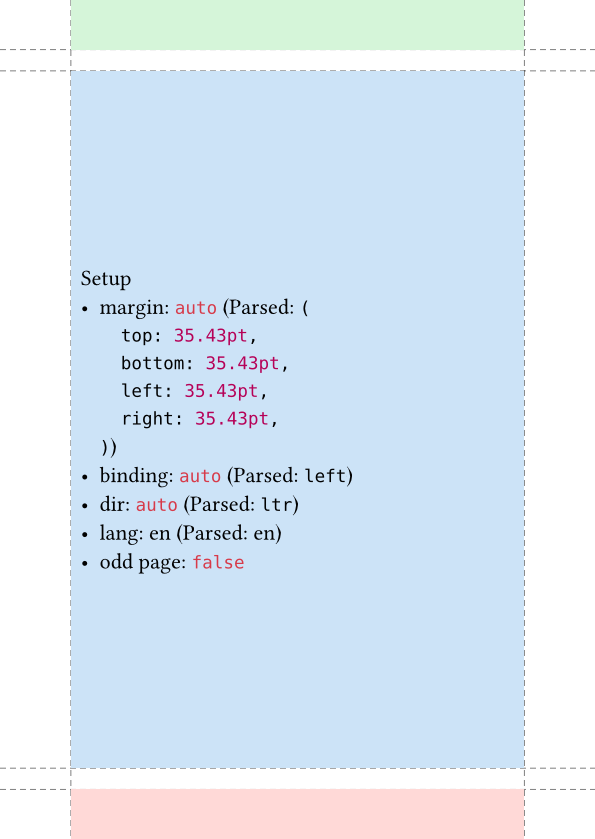 Setup
• margin: auto (Parsed: (
top: 35.43pt,
bottom: 35.43pt,
left: 35.43pt,
right: 35.43pt,
))
• binding: auto (Parsed: left)
• dir: auto (Parsed: ltr)
• lang: en (Parsed: en)
• odd page: false